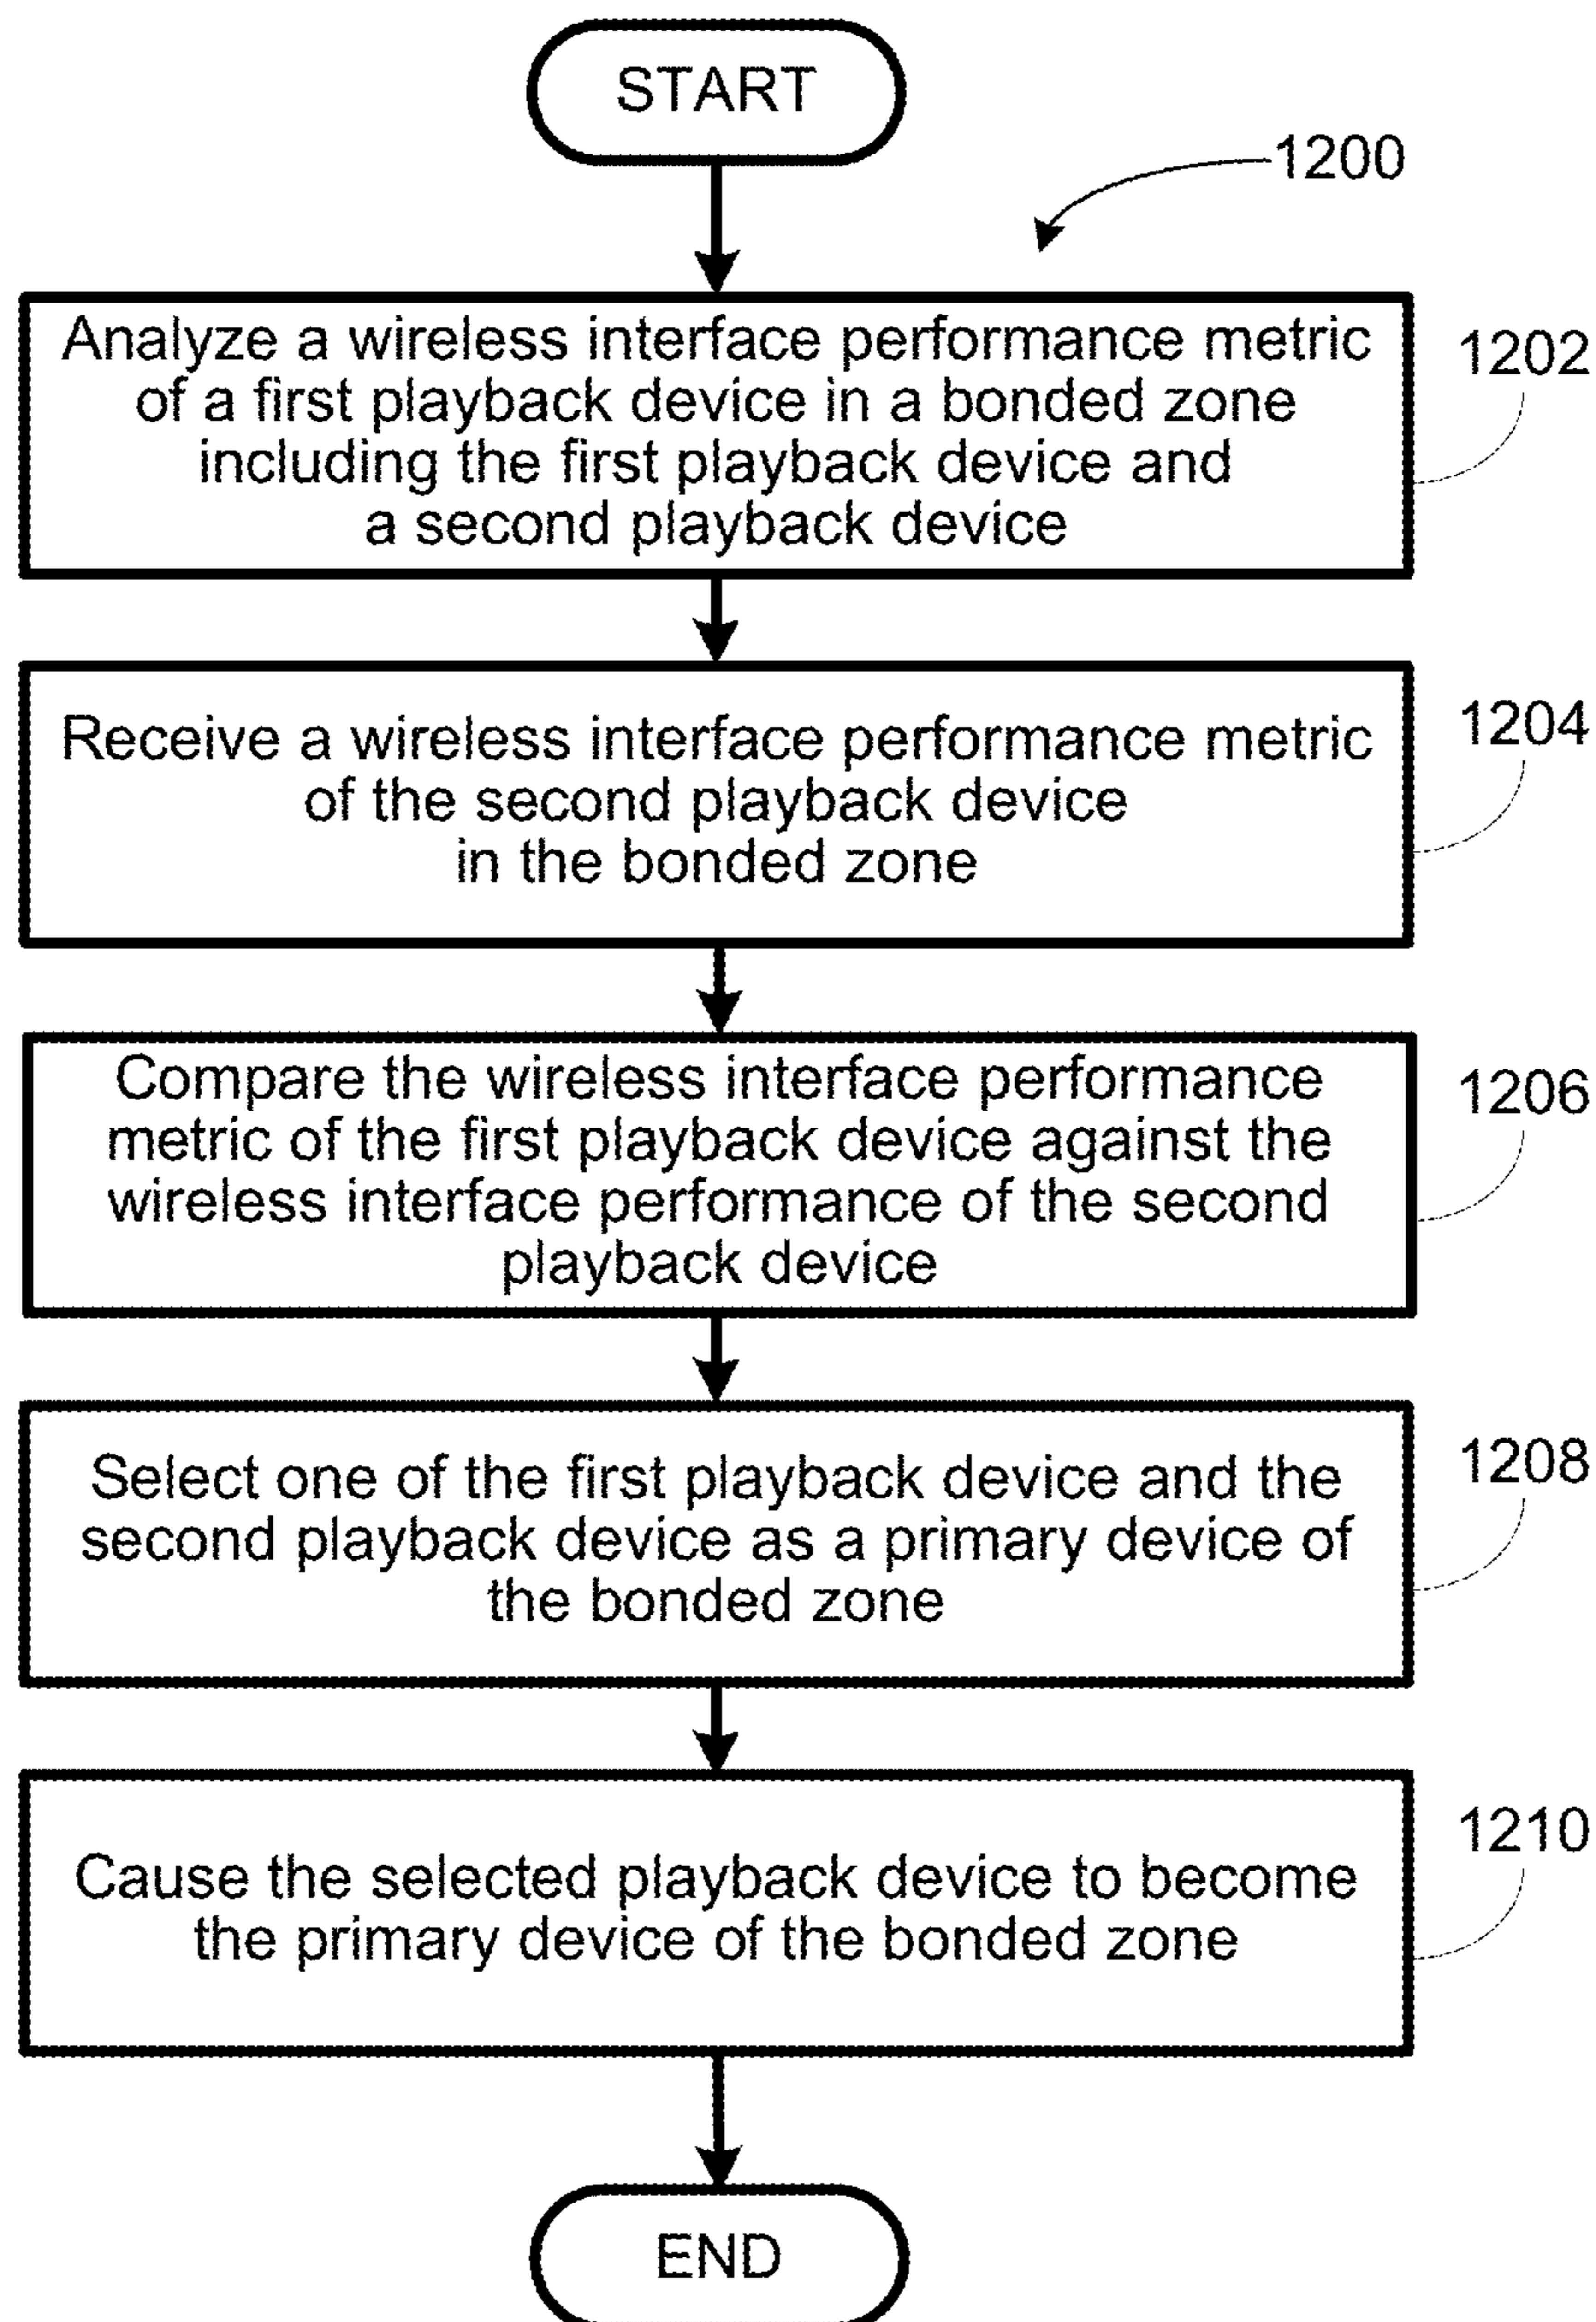 START
1200
Analyze a wireless interface performance metric
of a first playback device in a bonded zone
including the first playback device and
a second playback device
1202
Receive a wireless interface performance metric
of the second playback device
in the bonded zone
1204
Compare the wireless interface performance
metric of the first playback device against the
wireless interface performance of the second
playback device
1206
Select one of the first playback device and the
second playback device as a primary device of
the bonded zone
1208
Cause the selected playback device to become
the primary device of the bonded zone
1210
END